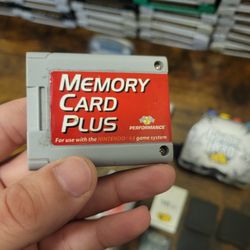 MEMORY
CARD
PLUS
PERFORMANCE
For use with the NINTENDO 64 game system